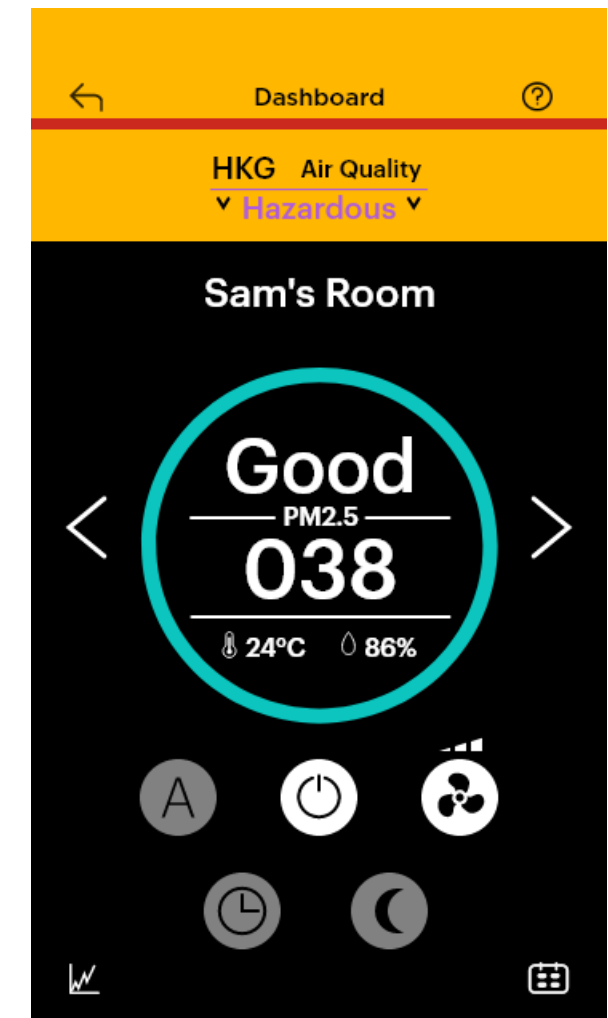 Dashboard
HKG Air Quality
Hazardous
Sam's Room
Good
PM2.5
038
24°C 86%
A